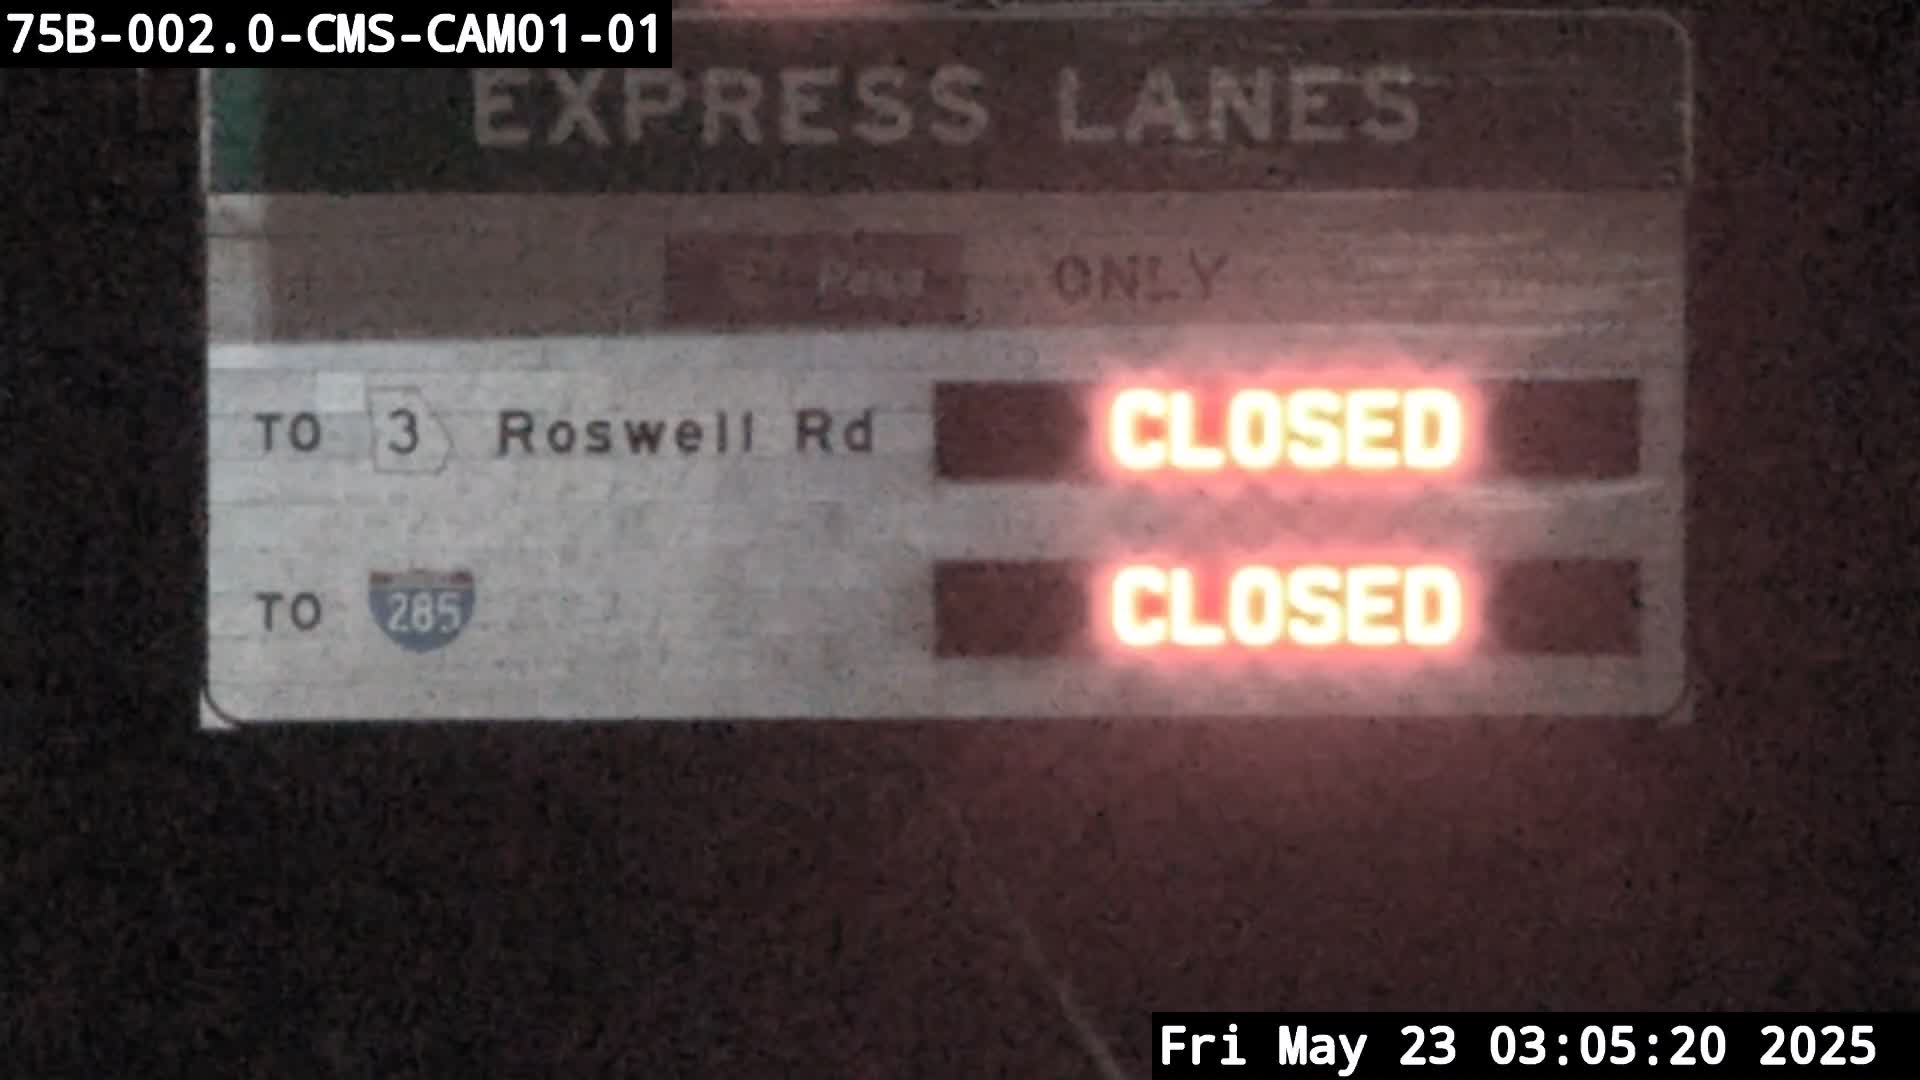 75B-002.0-CMS-CAM01-01
EXPRESS LANES
ONLY
TO 3 Roswell Rd CLOSED
TO 285 CLOSED
Fri May 23 03:05:20 2025